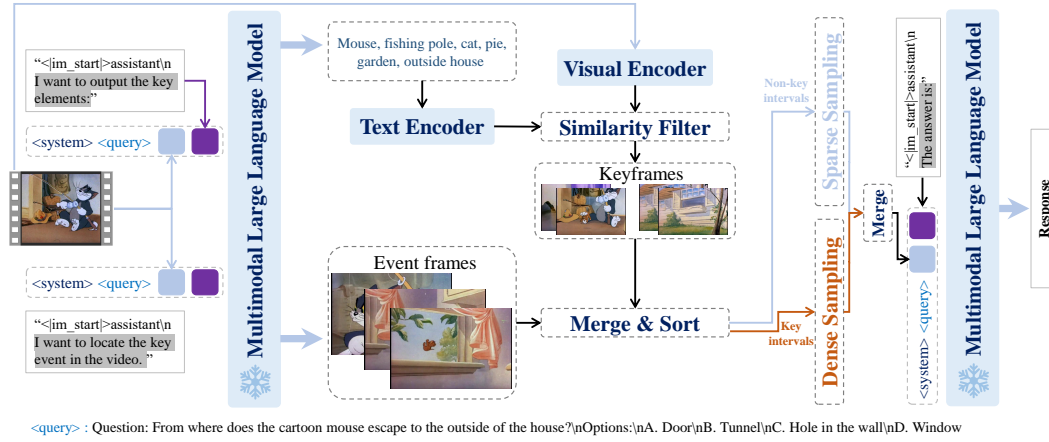 “<|im_start|>assistant\n
I want to output the key
elements:”
<system> <query>
<system> <query>
“<|im_start|>assistant\n
I want to locate the key
event in the video. ”
Multimodal Large Language Model
Mouse, fishing pole, cat, pie,
garden, outside house
Text Encoder
Visual Encoder
Similarity Filter
Keyframes
Event frames
Merge & Sort
Non-key
intervals
Key
intervals
Sparse Sampling
Dense Sampling
Merge
“<|im_start|>assistant\n
The answer is:”
<system> <query>
Multimodal Large Language Model
Response
<query> : Question: From where does the cartoon mouse escape to the outside of the house?\nOptions:\nA. Door\nB. Tunnel\nC. Hole in the wall\nD. Window